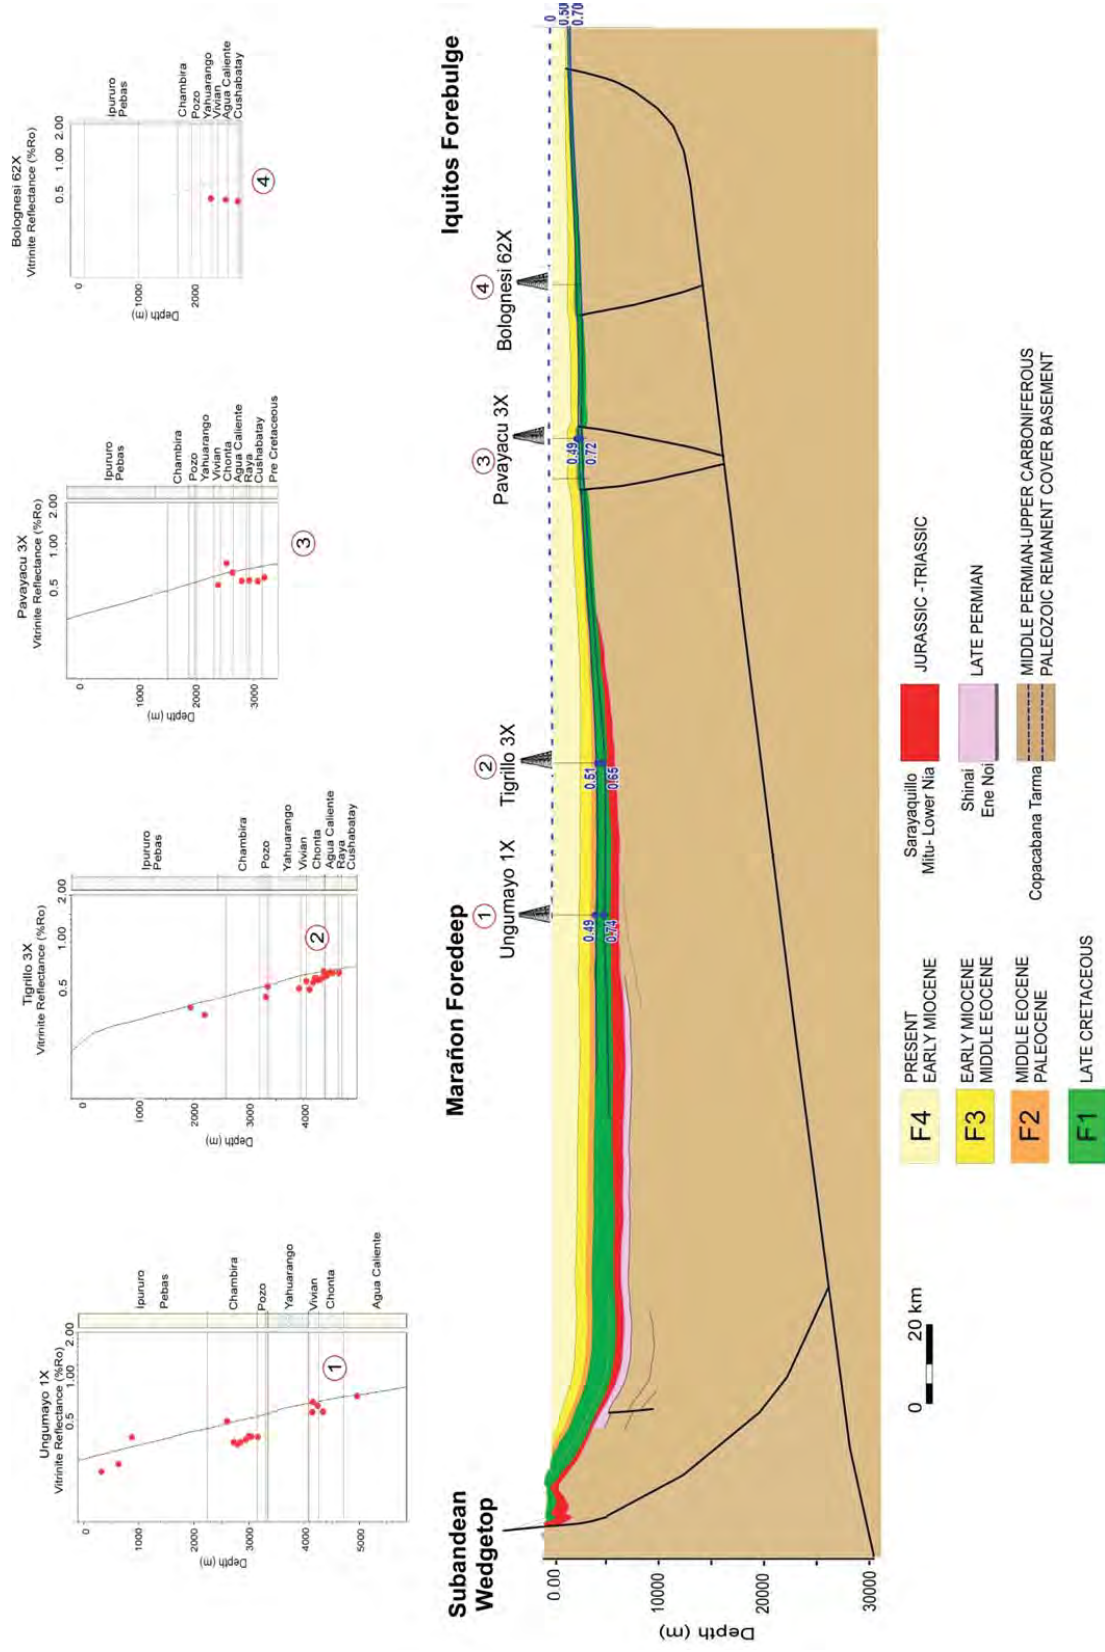 Ungumayo 1X
Vitrinite Reflectance (%Ro)
0.5
1.00
2.00
0
1000
2000
3000
4000
5000
Depth (m)
Ipururo
Pebas
Chambira
Pozo
Yahuarango
Vivian
Chonta
Agua Caliente
1
Tigrillo 3X
Vitrinite Reflectance (%Ro)
0.5
1.00
2.00
0
1000
2000
3000
4000
Depth (m)
Ipururo
Pebas
Chambira
Pozo
Yahuarango
Vivian
Chonta
Agua Caliente
Raya
Cushabatay
2
Pavayacu 3X
Vitrinite Reflectance (%Ro)
0.5
1.00
2.00
0
1000
2000
3000
Depth (m)
Ipururo
Pebas
Chambira
Pozo
Yahuarango
Vivian
Chonta
Agua Caliente
Raya
Cushabatay
Pre Cretaceous
3
Bolognesi 62X
Vitrinite Reflectance (%Ro)
0.5
1.00
2.00
0
1000
2000
Depth (m)
Ipururo
Pebas
Chambira
Pozo
Yahuarango
Vivian
Agua Caliente
Cushabatay
4
Subandean
Wedgetop
Marañon Foredeep
Iquitos Forebulge
1
Ungumayo 1X
2
Tigrillo 3X
3
Pavayacu 3X
4
Bolognesi 62X
0.49
0.74
0.51
0.65
0.49
0.72
0
0.50
0.70
0.00
10000
20000
30000
Depth (m)
0 20 km
F4
PRESENT
EARLY MIOCENE
F3
EARLY MIOCENE
MIDDLE EOCENE
F2
MIDDLE EOCENE
PALEOCENE
F1
LATE CRETACEOUS
Sarayaquillo
Mitu- Lower Nia
JURASSIC -TRIASSIC
Shinai
Ene Noi
LATE PERMIAN
Copacabana Tarma
MIDDLE PERMIAN-UPPER CARBONIFEROUS
PALEOZOIC REMANENT COVER BASEMENT